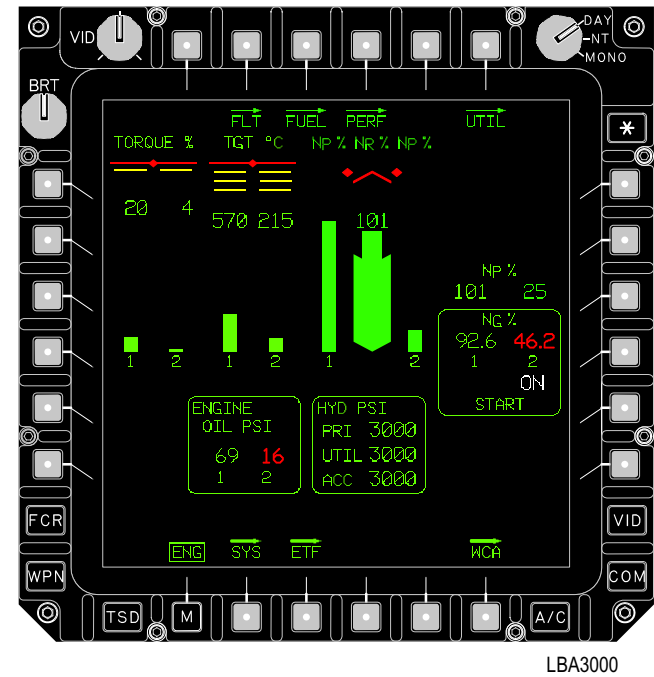 VID
DAY
NT
MONO
BRT
*
FLT FUEL PERF UTIL
TORQUE % TGT °C NP % NR % NP %
20 4 570 215 101
NP %
101 25
NG %
92.6 46.2
1 2
ON
START
1 2 1 2 1 2
ENGINE
OIL PSI
69 16
1 2
HYD PSI
PRI 3000
UTIL 3000
ACC 3000
FCR
VID
WPN
COM
ENG SYS ETF WCA
TSD M A/C
LBA3000